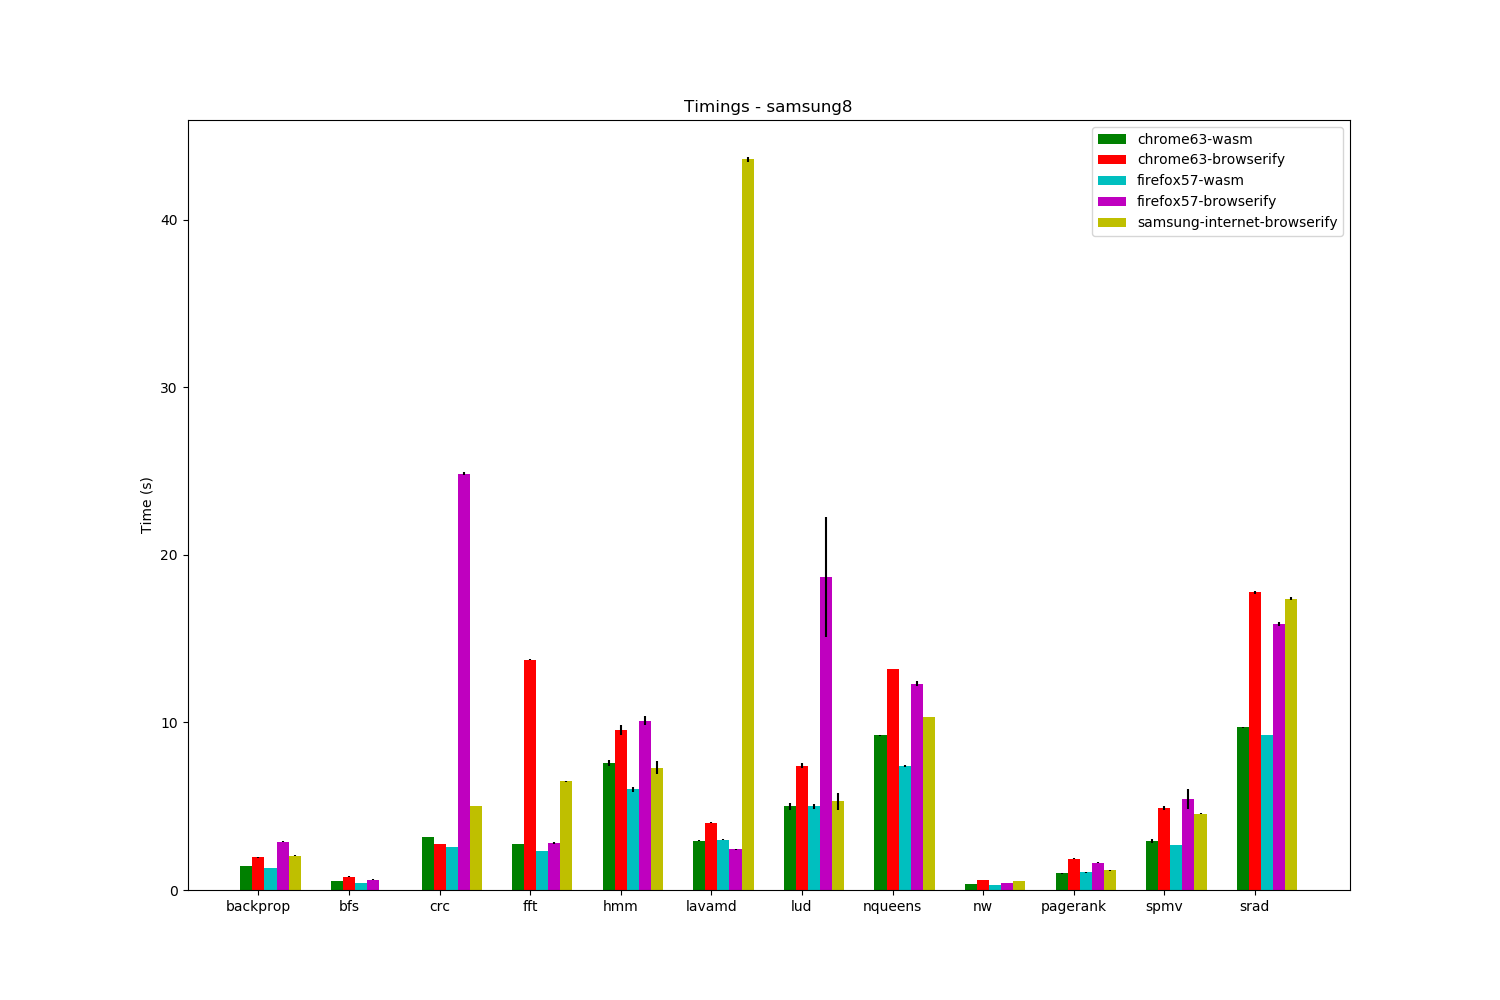 Timings - samsung8
chrome63-wasm
chrome63-browserify
firefox57-wasm
firefox57-browserify
samsung-internet-browserify
Time (s)
40
30
20
10
0
backprop bfs crc fft hmm lavamd lud nqueens nw pagerank spmv srad